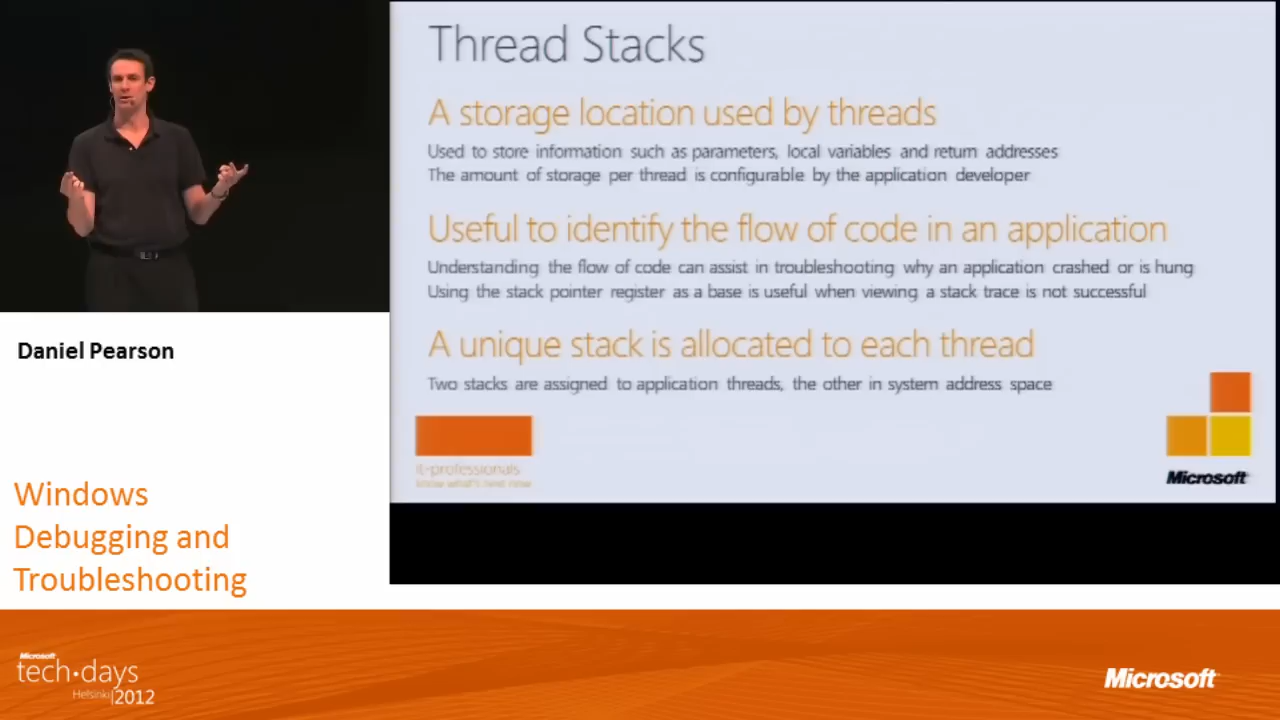 Thread Stacks
A storage location used by threads
Used to store information such as parameters, local variables and return addresses
The amount of storage per thread is configurable by the application developer
Useful to identify the flow of code in an application
Understanding the flow of code can assist in troubleshooting why an application crashed or is hung
Using the stack pointer register as a base is useful when viewing a stack trace is not successful
A unique stack is allocated to each thread
Two stacks are assigned to application threads, the other in system address space
know what's next now
Microsoft
Daniel Pearson
Windows
Debugging and
Troubleshooting
Microsoft
tech·days
Helsinki|2012
Microsoft